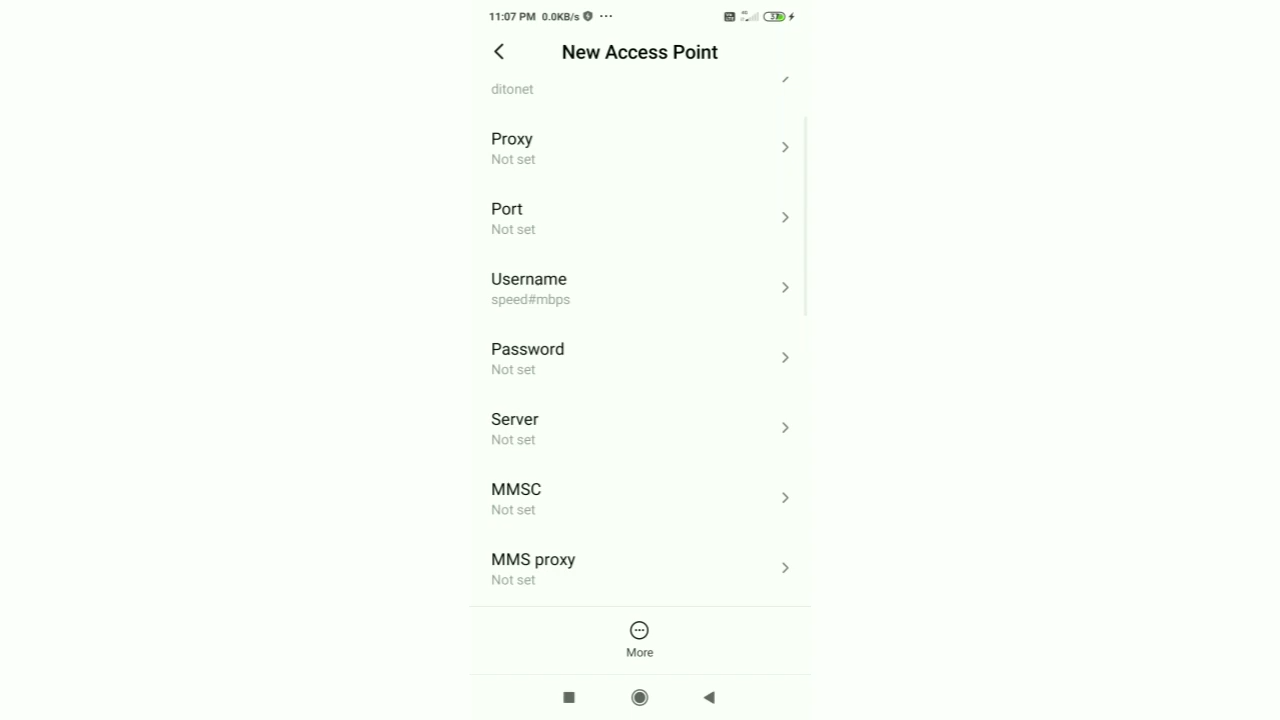 11:07 PM 0.0KB/s ...
New Access Point
ditonet
Proxy
Not set
Port
Not set
Username
speed#mbps
Password
Not set
Server
Not set
MMSC
Not set
MMS proxy
Not set
More